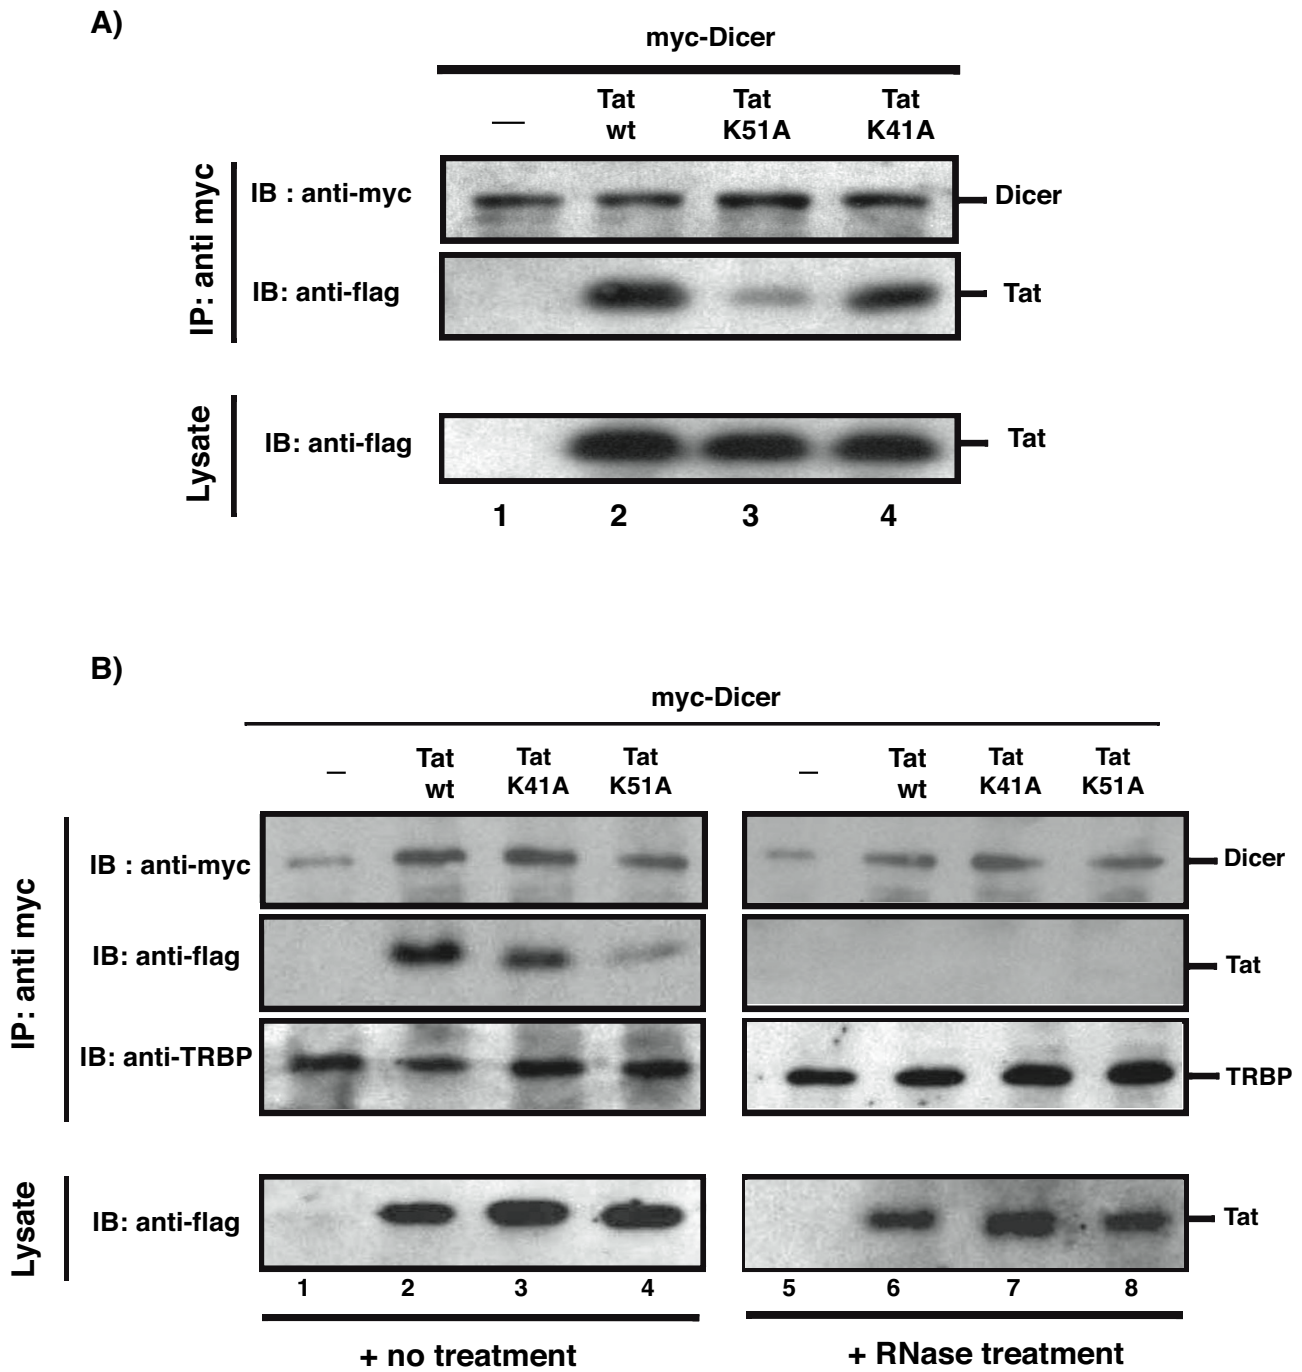 A)
myc-Dicer
— Tat Tat Tat
wt K51A K41A
IP: anti myc
IB : anti-myc
Dicer
IB: anti-flag
Tat
Lysate
IB: anti-flag
Tat
1 2 3 4
B)
myc-Dicer
– Tat Tat Tat – Tat Tat Tat
wt K41A K51A wt K41A K51A
IP: anti myc
IB : anti-myc
Dicer
IB: anti-flag
Tat
IB: anti-TRBP
TRBP
Lysate
IB: anti-flag
Tat
1 2 3 4 5 6 7 8
+ no treatment + RNase treatment